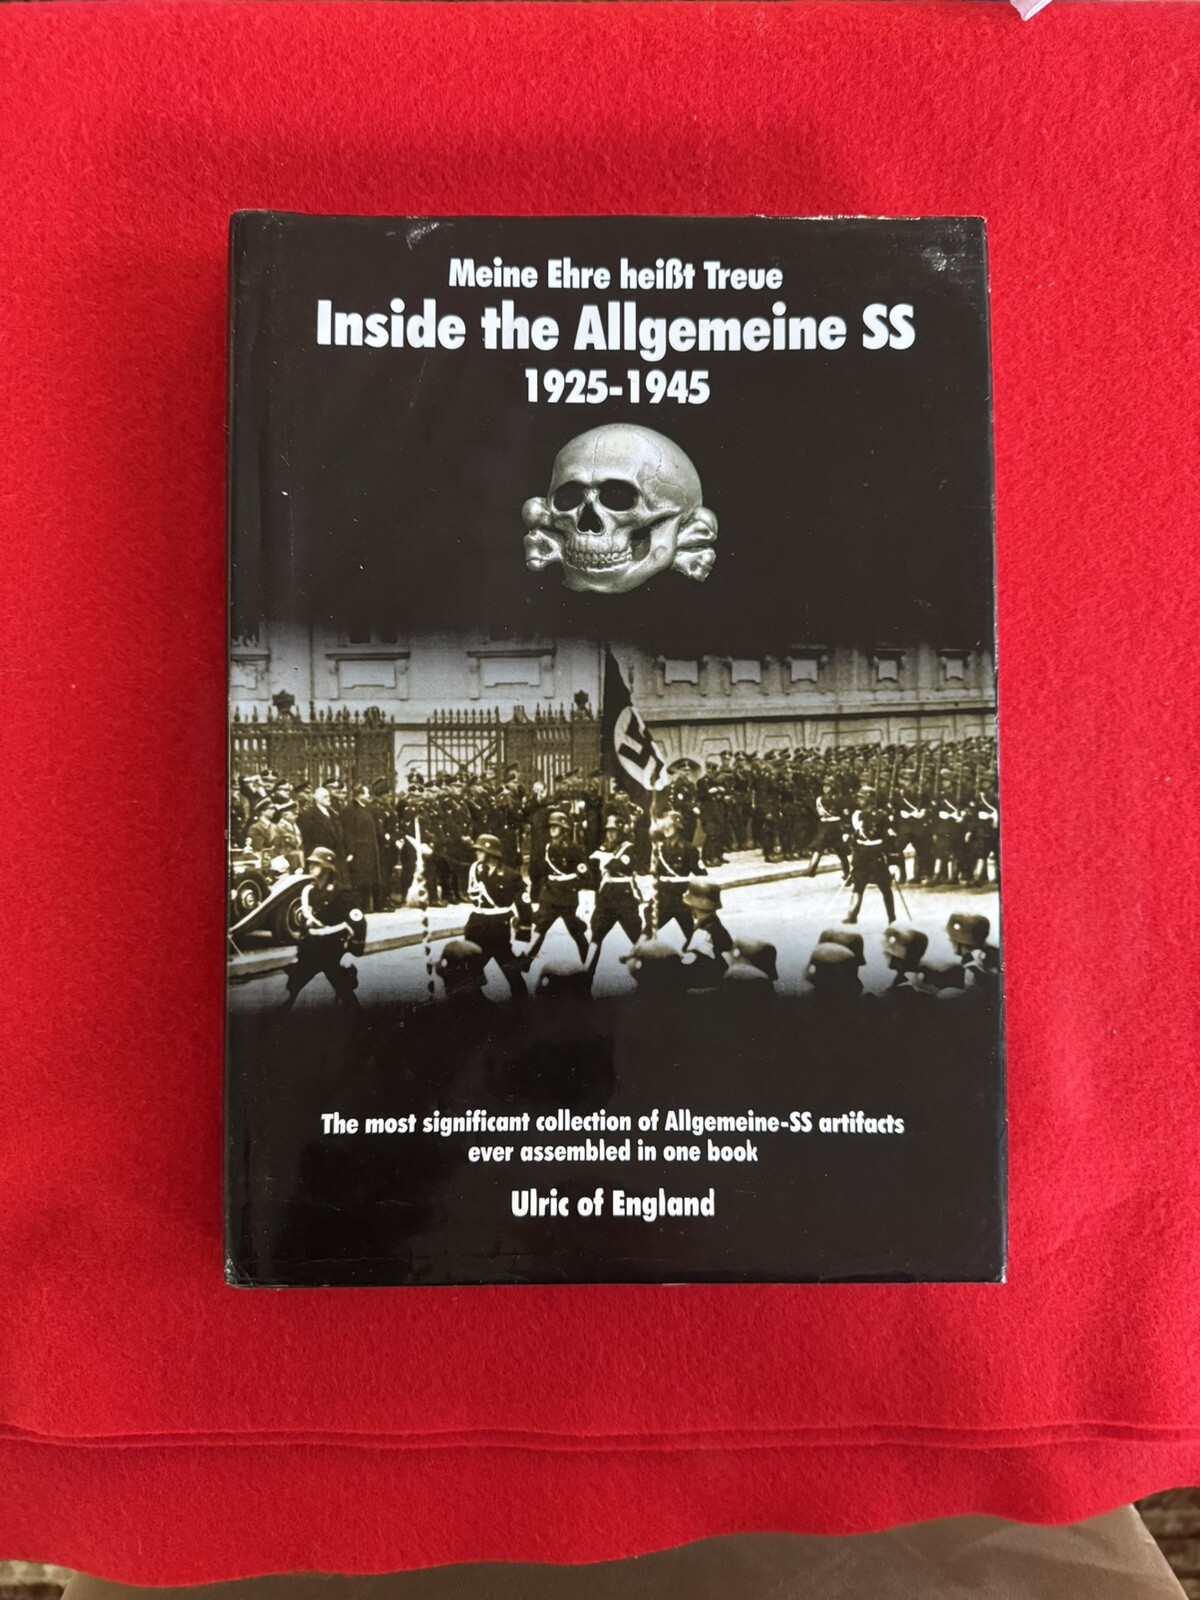 Meine Ehre heißt Treue
Inside the Allgemeine SS
1925-1945
The most significant collection of Allgemeine-SS artifacts
ever assembled in one book
Ulric of England